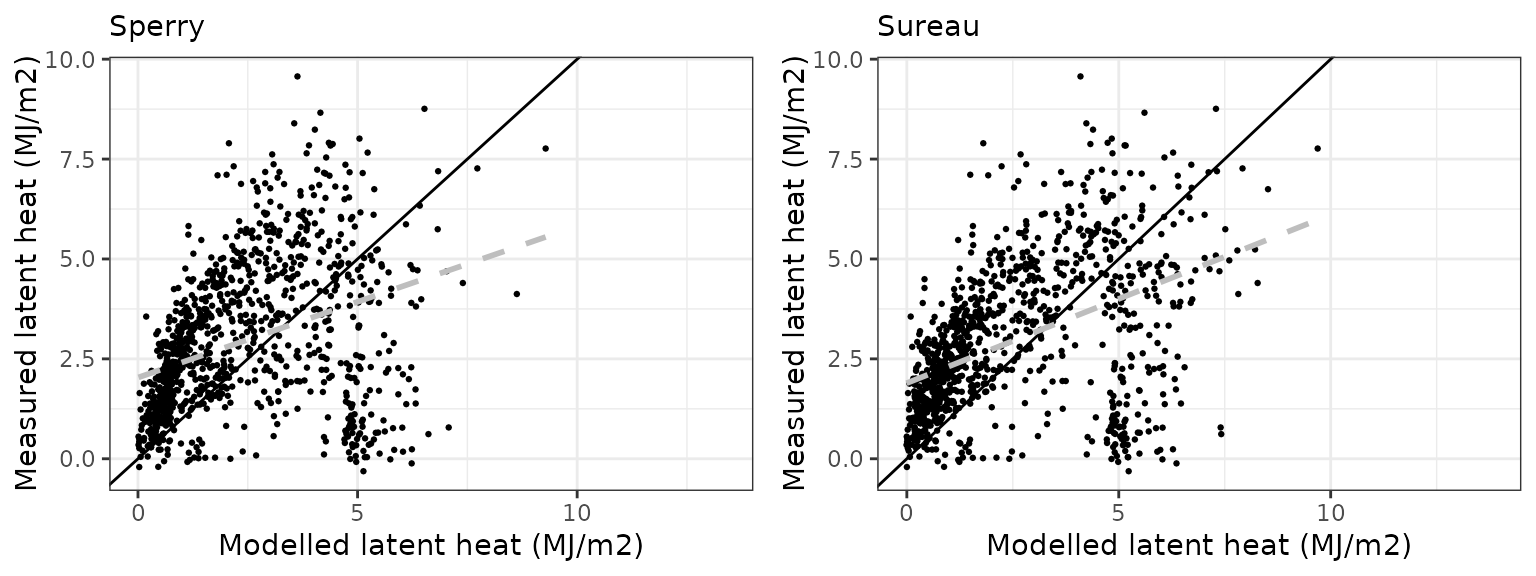 Sperry
Measured latent heat (MJ/m2)
10.0
7.5
5.0
2.5
0.0
0
5
10
Modelled latent heat (MJ/m2)
Sureau
Measured latent heat (MJ/m2)
10.0
7.5
5.0
2.5
0.0
0
5
10
Modelled latent heat (MJ/m2)